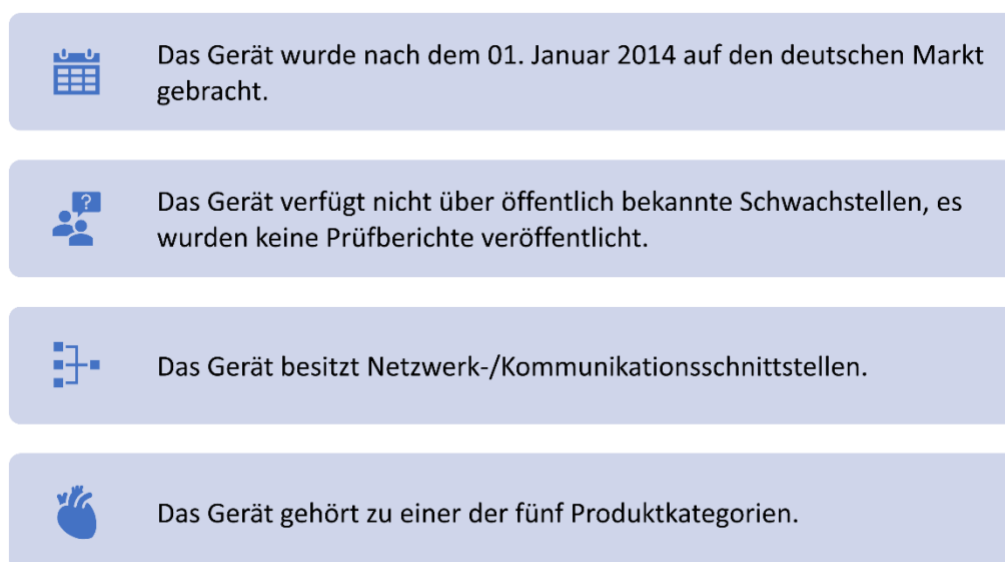 Das Gerät wurde nach dem 01. Januar 2014 auf den deutschen Markt
gebracht.
?
Das Gerät verfügt nicht über öffentlich bekannte Schwachstellen, es
wurden keine Prüfberichte veröffentlicht.
Das Gerät besitzt Netzwerk-/Kommunikationsschnittstellen.
Das Gerät gehört zu einer der fünf Produktkategorien.